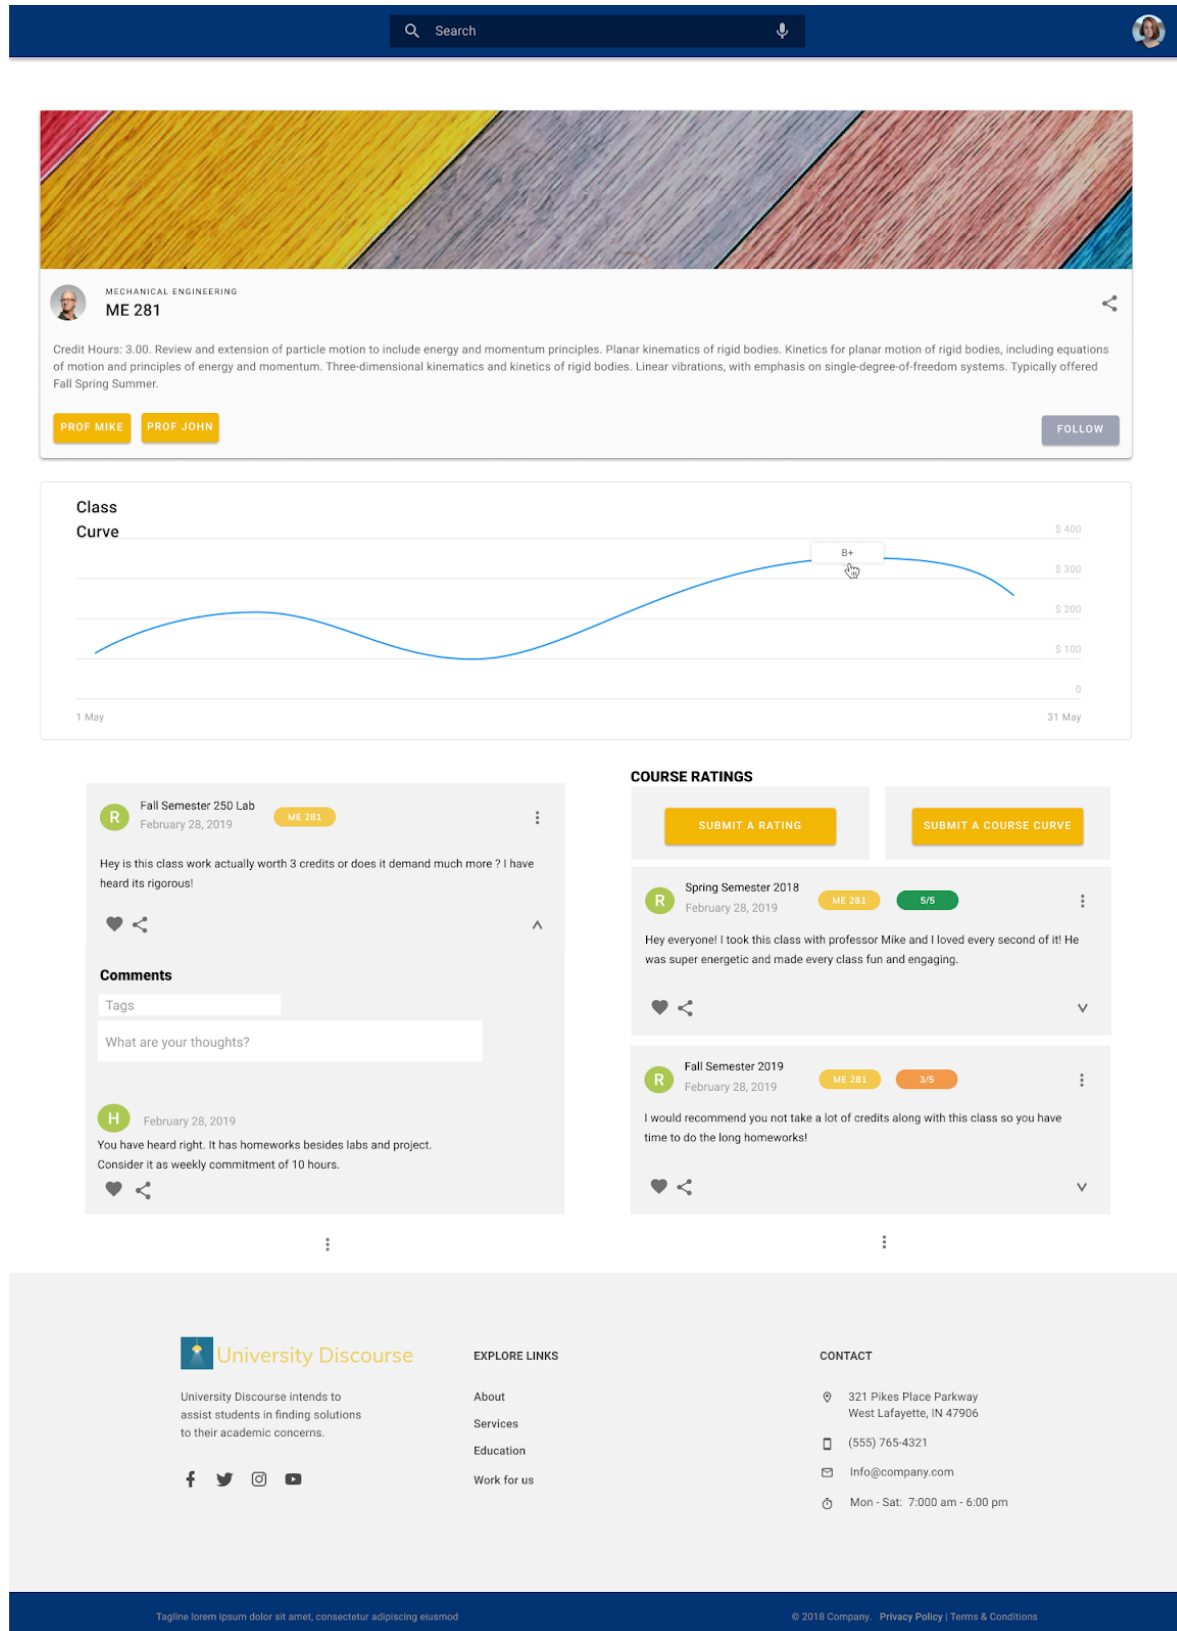 Search
MECHANICAL ENGINEERING
ME 281
Credit Hours: 3.00. Review and extension of particle motion to include energy and momentum principles. Planar kinematics of rigid bodies. Kinetics for planar motion of rigid bodies, including equations
of motion and principles of energy and momentum. Three-dimensional kinematics and kinetics of rigid bodies. Linear vibrations, with emphasis on single-degree-of-freedom systems. Typically offered
Fall Spring Summer.
PROF MIKE
PROF JOHN
FOLLOW
Class
Curve
$ 400
B+
$ 300
$ 200
$ 100
0
1 May
31 May
R
Fall Semester 250 Lab
February 28, 2019
ME 281
Hey is this class work actually worth 3 credits or does it demand much more ? I have
heard its rigorous!
Comments
Tags
What are your thoughts?
H
February 28, 2019
You have heard right. It has homeworks besides labs and project.
Consider it as weekly commitment of 10 hours.
COURSE RATINGS
SUBMIT A RATING
SUBMIT A COURSE CURVE
R
Spring Semester 2018
February 28, 2019
ME 281
5/5
Hey everyone! I took this class with professor Mike and I loved every second of it! He
was super energetic and made every class fun and engaging.
R
Fall Semester 2019
February 28, 2019
ME 281
3/5
I would recommend you not take a lot of credits along with this class so you have
time to do the long homeworks!
University Discourse
University Discourse intends to
assist students in finding solutions
to their academic concerns.
EXPLORE LINKS
About
Services
Education
Work for us
CONTACT
321 Pikes Place Parkway
West Lafayette, IN 47906
(555) 765-4321
Info@company.com
Mon - Sat: 7:000 am - 6:00 pm
Tagline lorem ipsum dolor sit amet, consectetur adipiscing eiusmod
© 2018 Company. Privacy Policy | Terms & Conditions